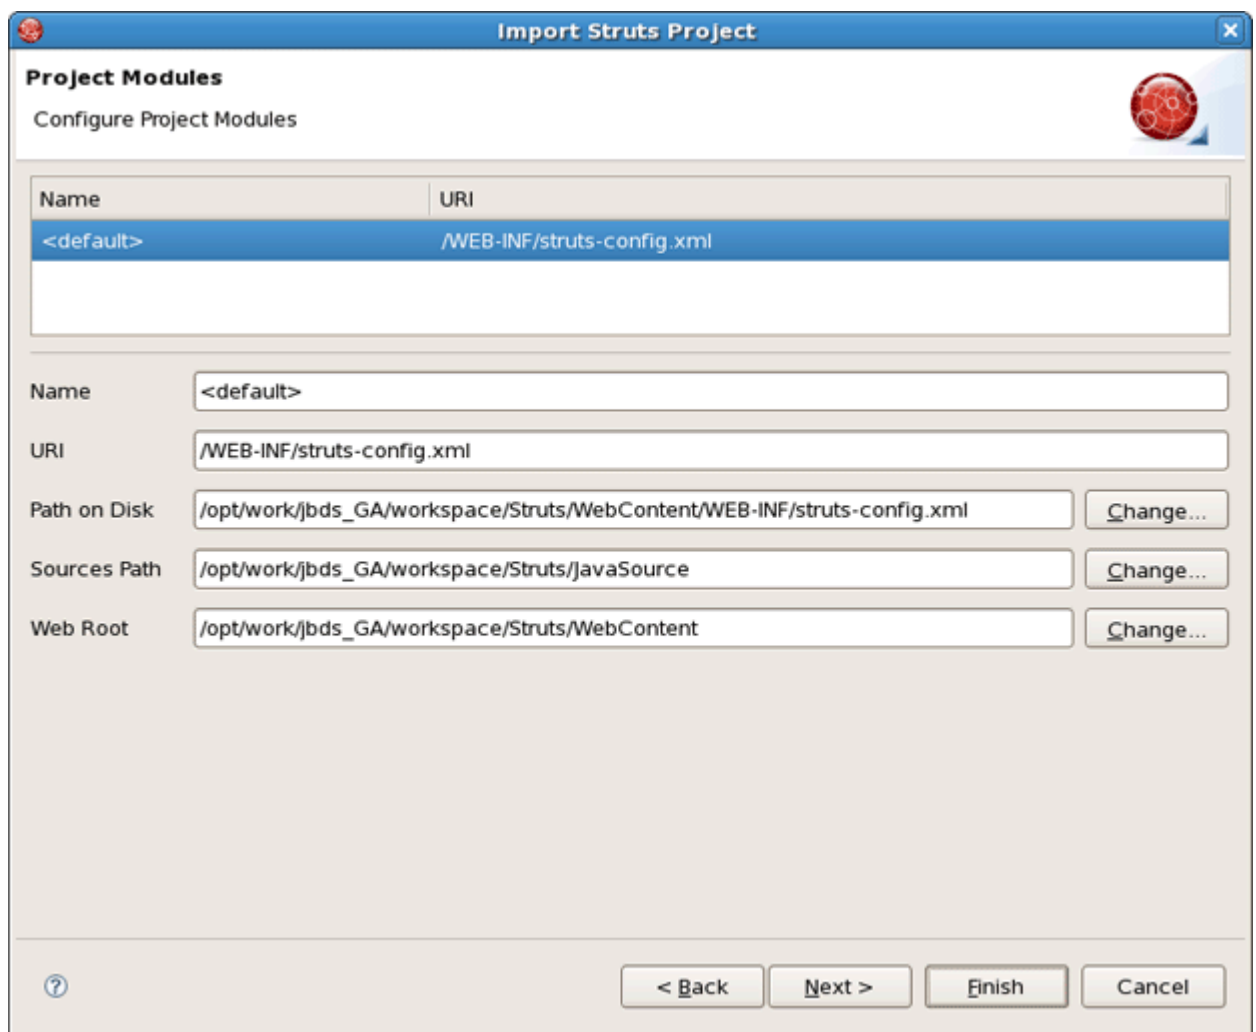 Import Struts Project
Project Modules
Configure Project Modules
Name URI
<default> /WEB-INF/struts-config.xml
Name <default>
URI /WEB-INF/struts-config.xml
Path on Disk /opt/work/jbds_GA/workspace/Struts/WebContent/WEB-INF/struts-config.xml Change...
Sources Path /opt/work/jbds_GA/workspace/Struts/JavaSource Change...
Web Root /opt/work/jbds_GA/workspace/Struts/WebContent Change...
? < Back Next > Finish Cancel